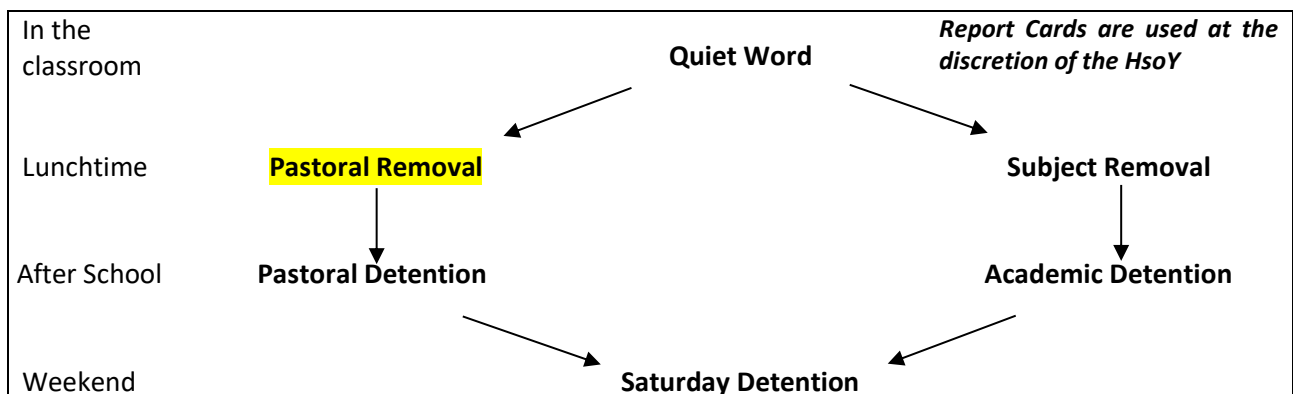 In the
classroom
Quiet Word
Report Cards are used at the
discretion of the HsoY
Lunchtime
Pastoral Removal
Subject Removal
After School
Pastoral Detention
Academic Detention
Weekend
Saturday Detention